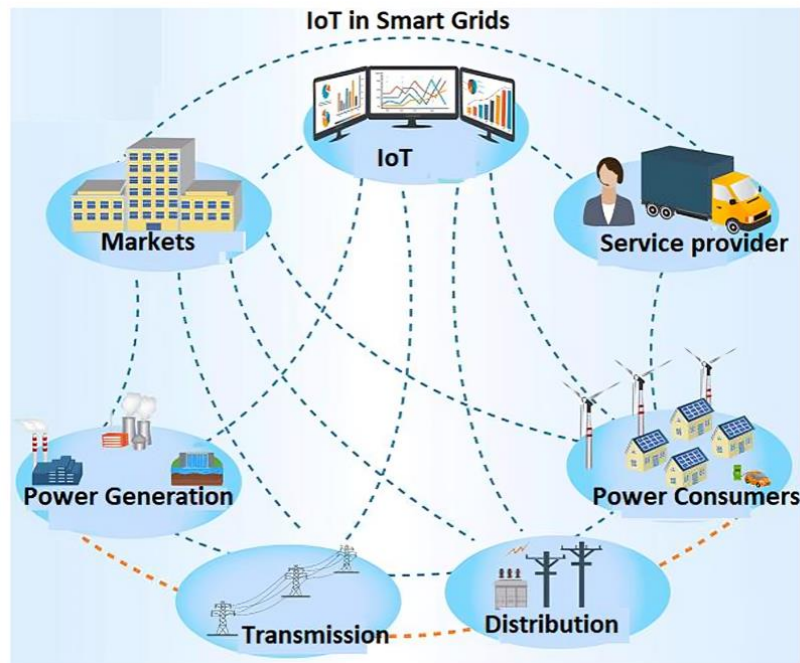 IoT in Smart Grids
IoT
Markets
Service provider
Power Generation
Power Consumers
Transmission
Distribution